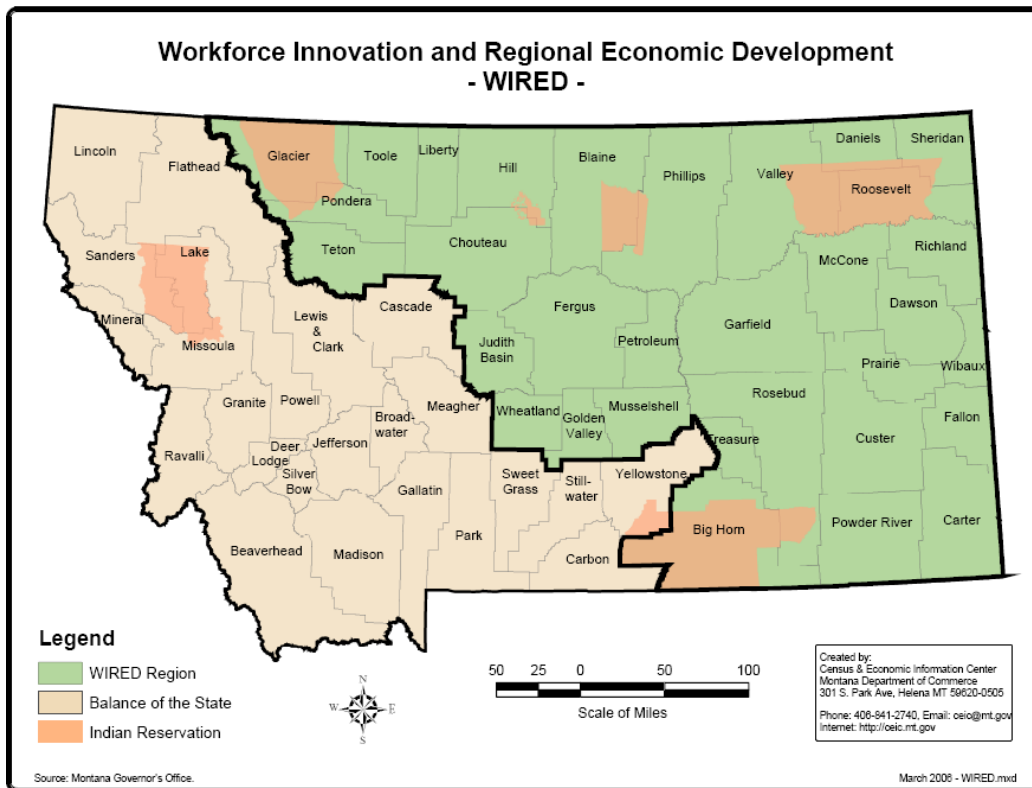 Workforce Innovation and Regional Economic Development
- WIRED -
Lincoln
Flathead
Glacier
Toole
Liberty
Hill
Blaine
Phillips
Valley
Daniels
Sheridan
Roosevelt
Pondera
Teton
Chouteau
Richland
McCone
Sanders
Lake
Mineral
Missoula
Lewis
&
Clark
Cascade
Fergus
Judith
Basin
Petroleum
Garfield
Dawson
Prairie
Wibaux
Granite
Powell
Broad-
water
Meagher
Wheatland
Golden
Valley
Musselshell
Rosebud
Fallon
Custer
Treasure
Ravalli
Deer
Lodge
Jefferson
Silver
Bow
Gallatin
Sweet
Grass
Still-
water
Yellowstone
Park
Beaverhead
Madison
Carbon
Big Horn
Powder River
Carter
Legend
WIRED Region
Balance of the State
Indian Reservation
N
W
E
S
50 25 0 50 100
Scale of Miles
Created by:
Census & Economic Information Center
Montana Department of Commerce
301 S. Park Ave, Helena MT 59620-0505
Phone: 406-841-2740, Email: ceic@mt.gov
Internet: http://ceic.mt.gov
Source: Montana Governor's Office.
March 2006 - WIRED.mxd